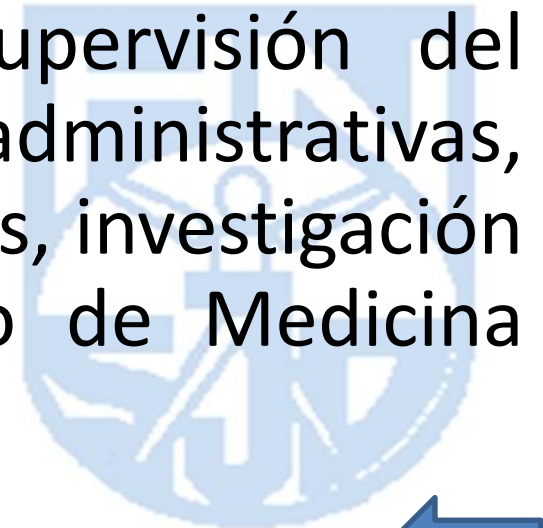 upervisión del
administrativas,
s, investigación
o de Medicina